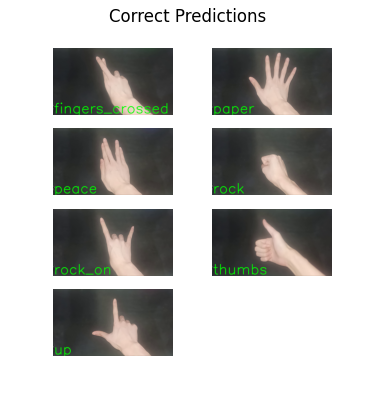 Correct Predictions
fingers_crossed
paper
peace
rock
rock_on
thumbs
up